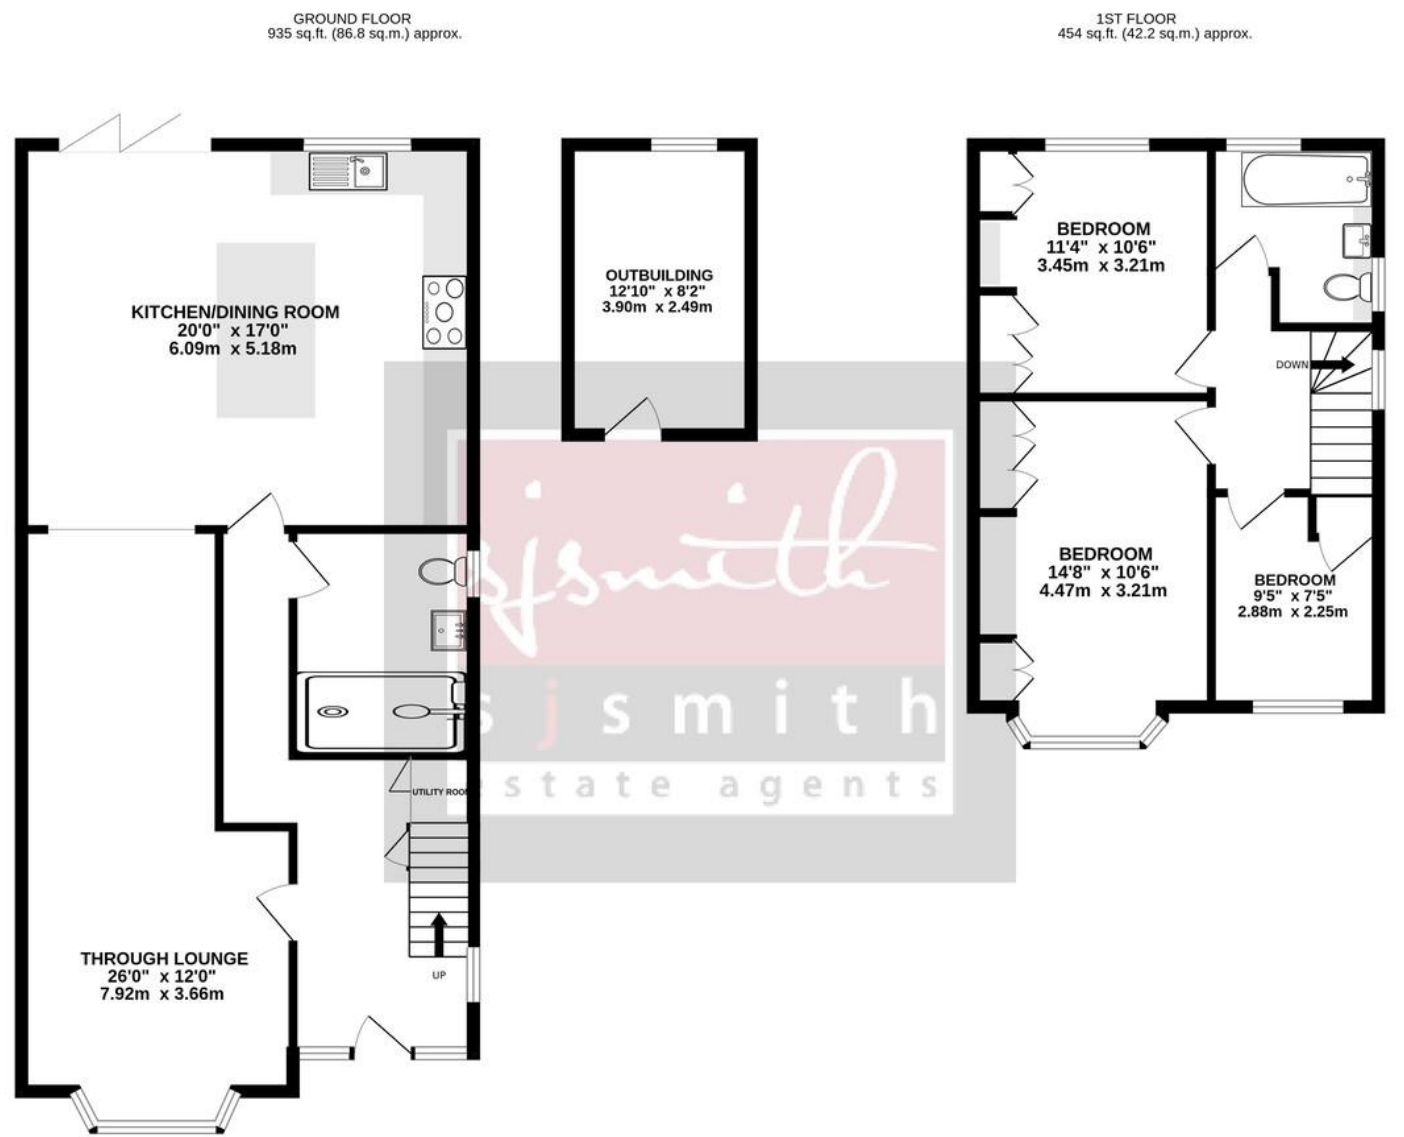 GROUND FLOOR
935 sq.ft. (86.8 sq.m.) approx.
1ST FLOOR
454 sq.ft. (42.2 sq.m.) approx.
KITCHEN/DINING ROOM
20'0" x 17'0"
6.09m x 5.18m
OUTBUILDING
12'10" x 8'2"
3.90m x 2.49m
BEDROOM
11'4" x 10'6"
3.45m x 3.21m
DOWN
BEDROOM
14'8" x 10'6"
4.47m x 3.21m
BEDROOM
9'5" x 7'5"
2.88m x 2.25m
sjsmith
sjsmith
estate agents
UTILITY ROOM
THROUGH LOUNGE
26'0" x 12'0"
7.92m x 3.66m
UP